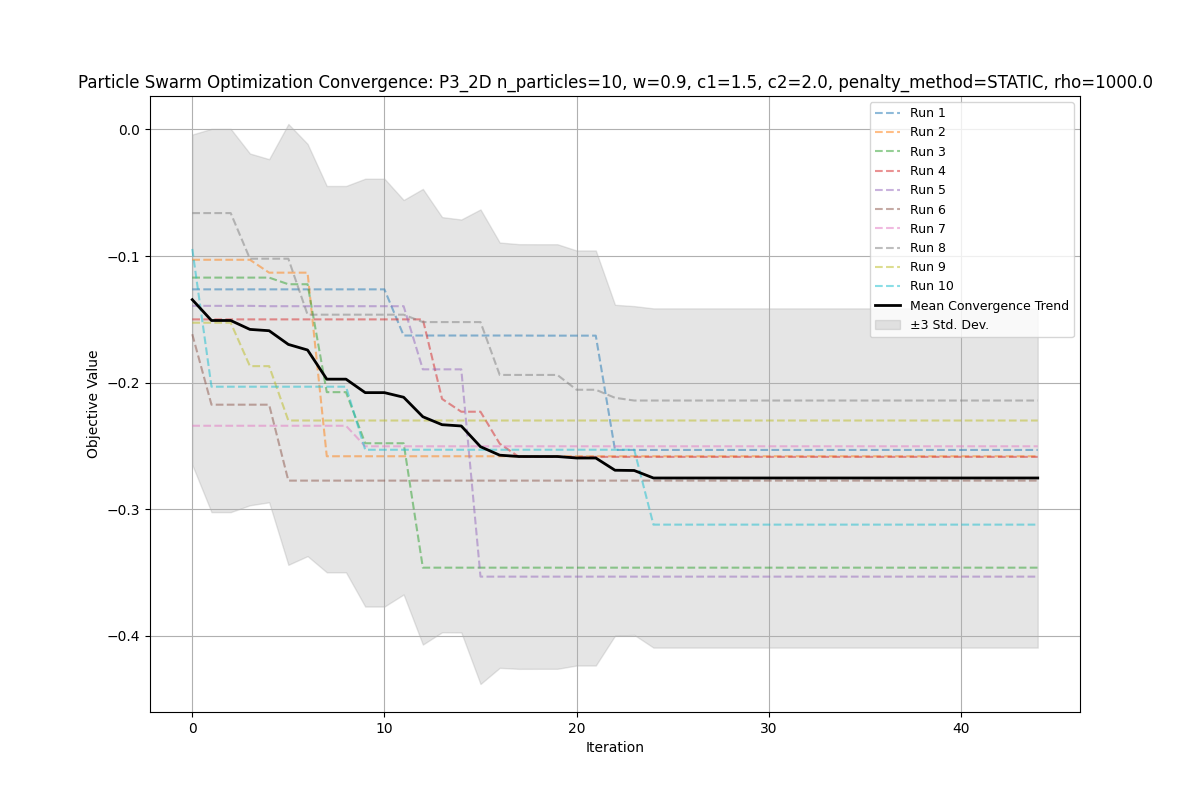 Particle Swarm Optimization Convergence: P3_2D n_particles=10, w=0.9, c1=1.5, c2=2.0, penalty_method=STATIC, rho=1000.0
Objective Value
0.0
−0.1
−0.2
−0.3
−0.4
Run 1
Run 2
Run 3
Run 4
Run 5
Run 6
Run 7
Run 8
Run 9
Run 10
Mean Convergence Trend
±3 Std. Dev.
0 10 20 30 40
Iteration